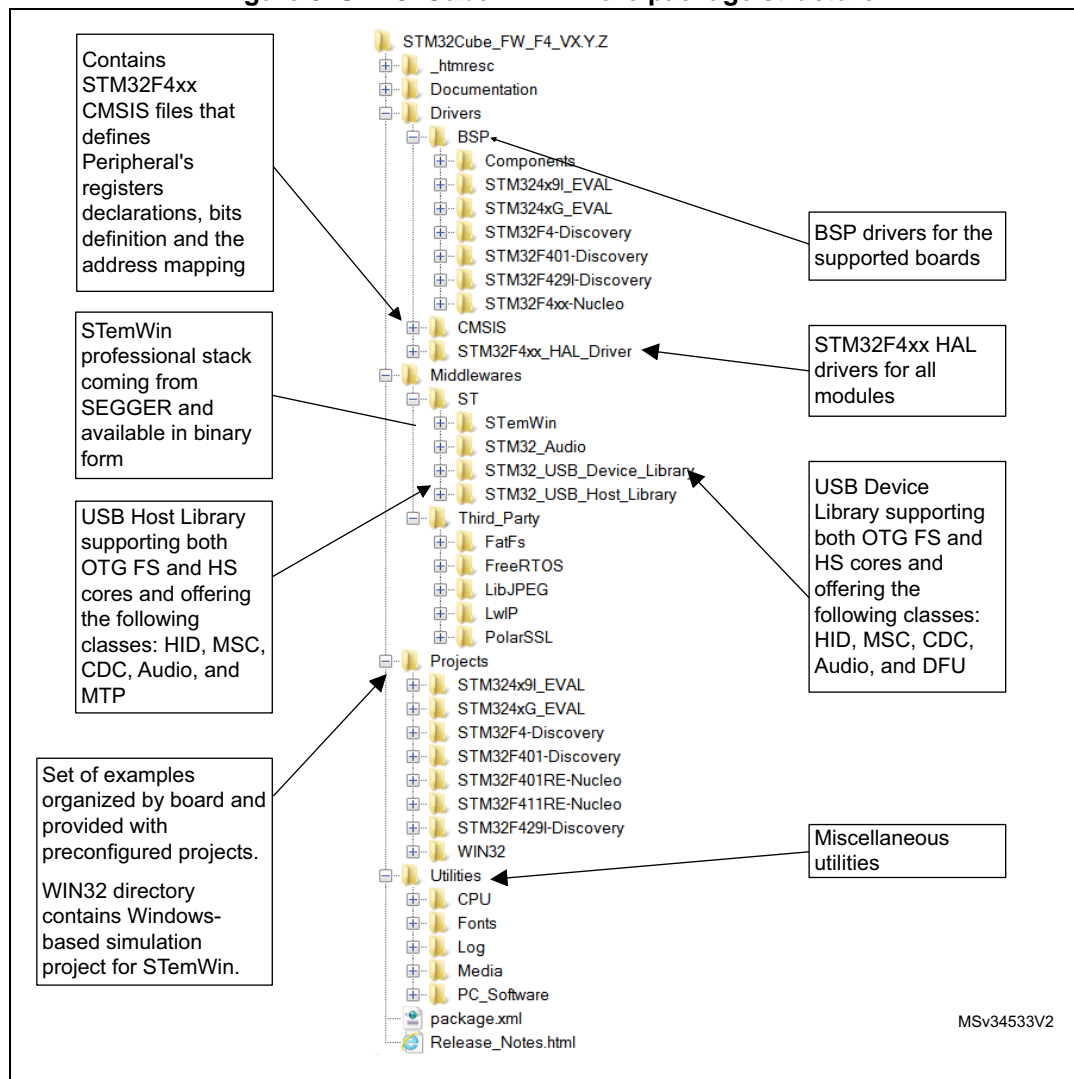 Contains
STM32F4xx
CMSIS files that
defines
Peripheral's
registers
declarations, bits
definition and the
address mapping
STemWin
professional stack
coming from
SEGGER and
available in binary
form
USB Host Library
supporting both
OTG FS and HS
cores and offering
the following
classes: HID, MSC,
CDC, Audio, and
MTP
Set of examples
organized by board and
provided with
preconfigured projects.
WIN32 directory
contains Windows-
based simulation
project for STemWin.
STM32Cube_FW_F4_VX.Y.Z
_htmresc
Documentation
Drivers
BSP
Components
STM324x9I_EVAL
STM324xG_EVAL
STM32F4-Discovery
STM32F401-Discovery
STM32F429I-Discovery
STM32F4xx-Nucleo
CMSIS
STM32F4xx_HAL_Driver
Middlewares
ST
STemWin
STM32_Audio
STM32_USB_Device_Library
STM32_USB_Host_Library
Third_Party
FatFs
FreeRTOS
LibJPEG
LwIP
PolarSSL
Projects
STM324x9I_EVAL
STM324xG_EVAL
STM32F4-Discovery
STM32F401-Discovery
STM32F401RE-Nucleo
STM32F411RE-Nucleo
STM32F429I-Discovery
WIN32
Utilities
CPU
Fonts
Log
Media
PC_Software
package.xml
Release_Notes.html
BSP drivers for the
supported boards
STM32F4xx HAL
drivers for all
modules
USB Device
Library supporting
both OTG FS and
HS cores and
offering the
following classes:
HID, MSC, CDC,
Audio, and DFU
Miscellaneous
utilities
MSv34533V2